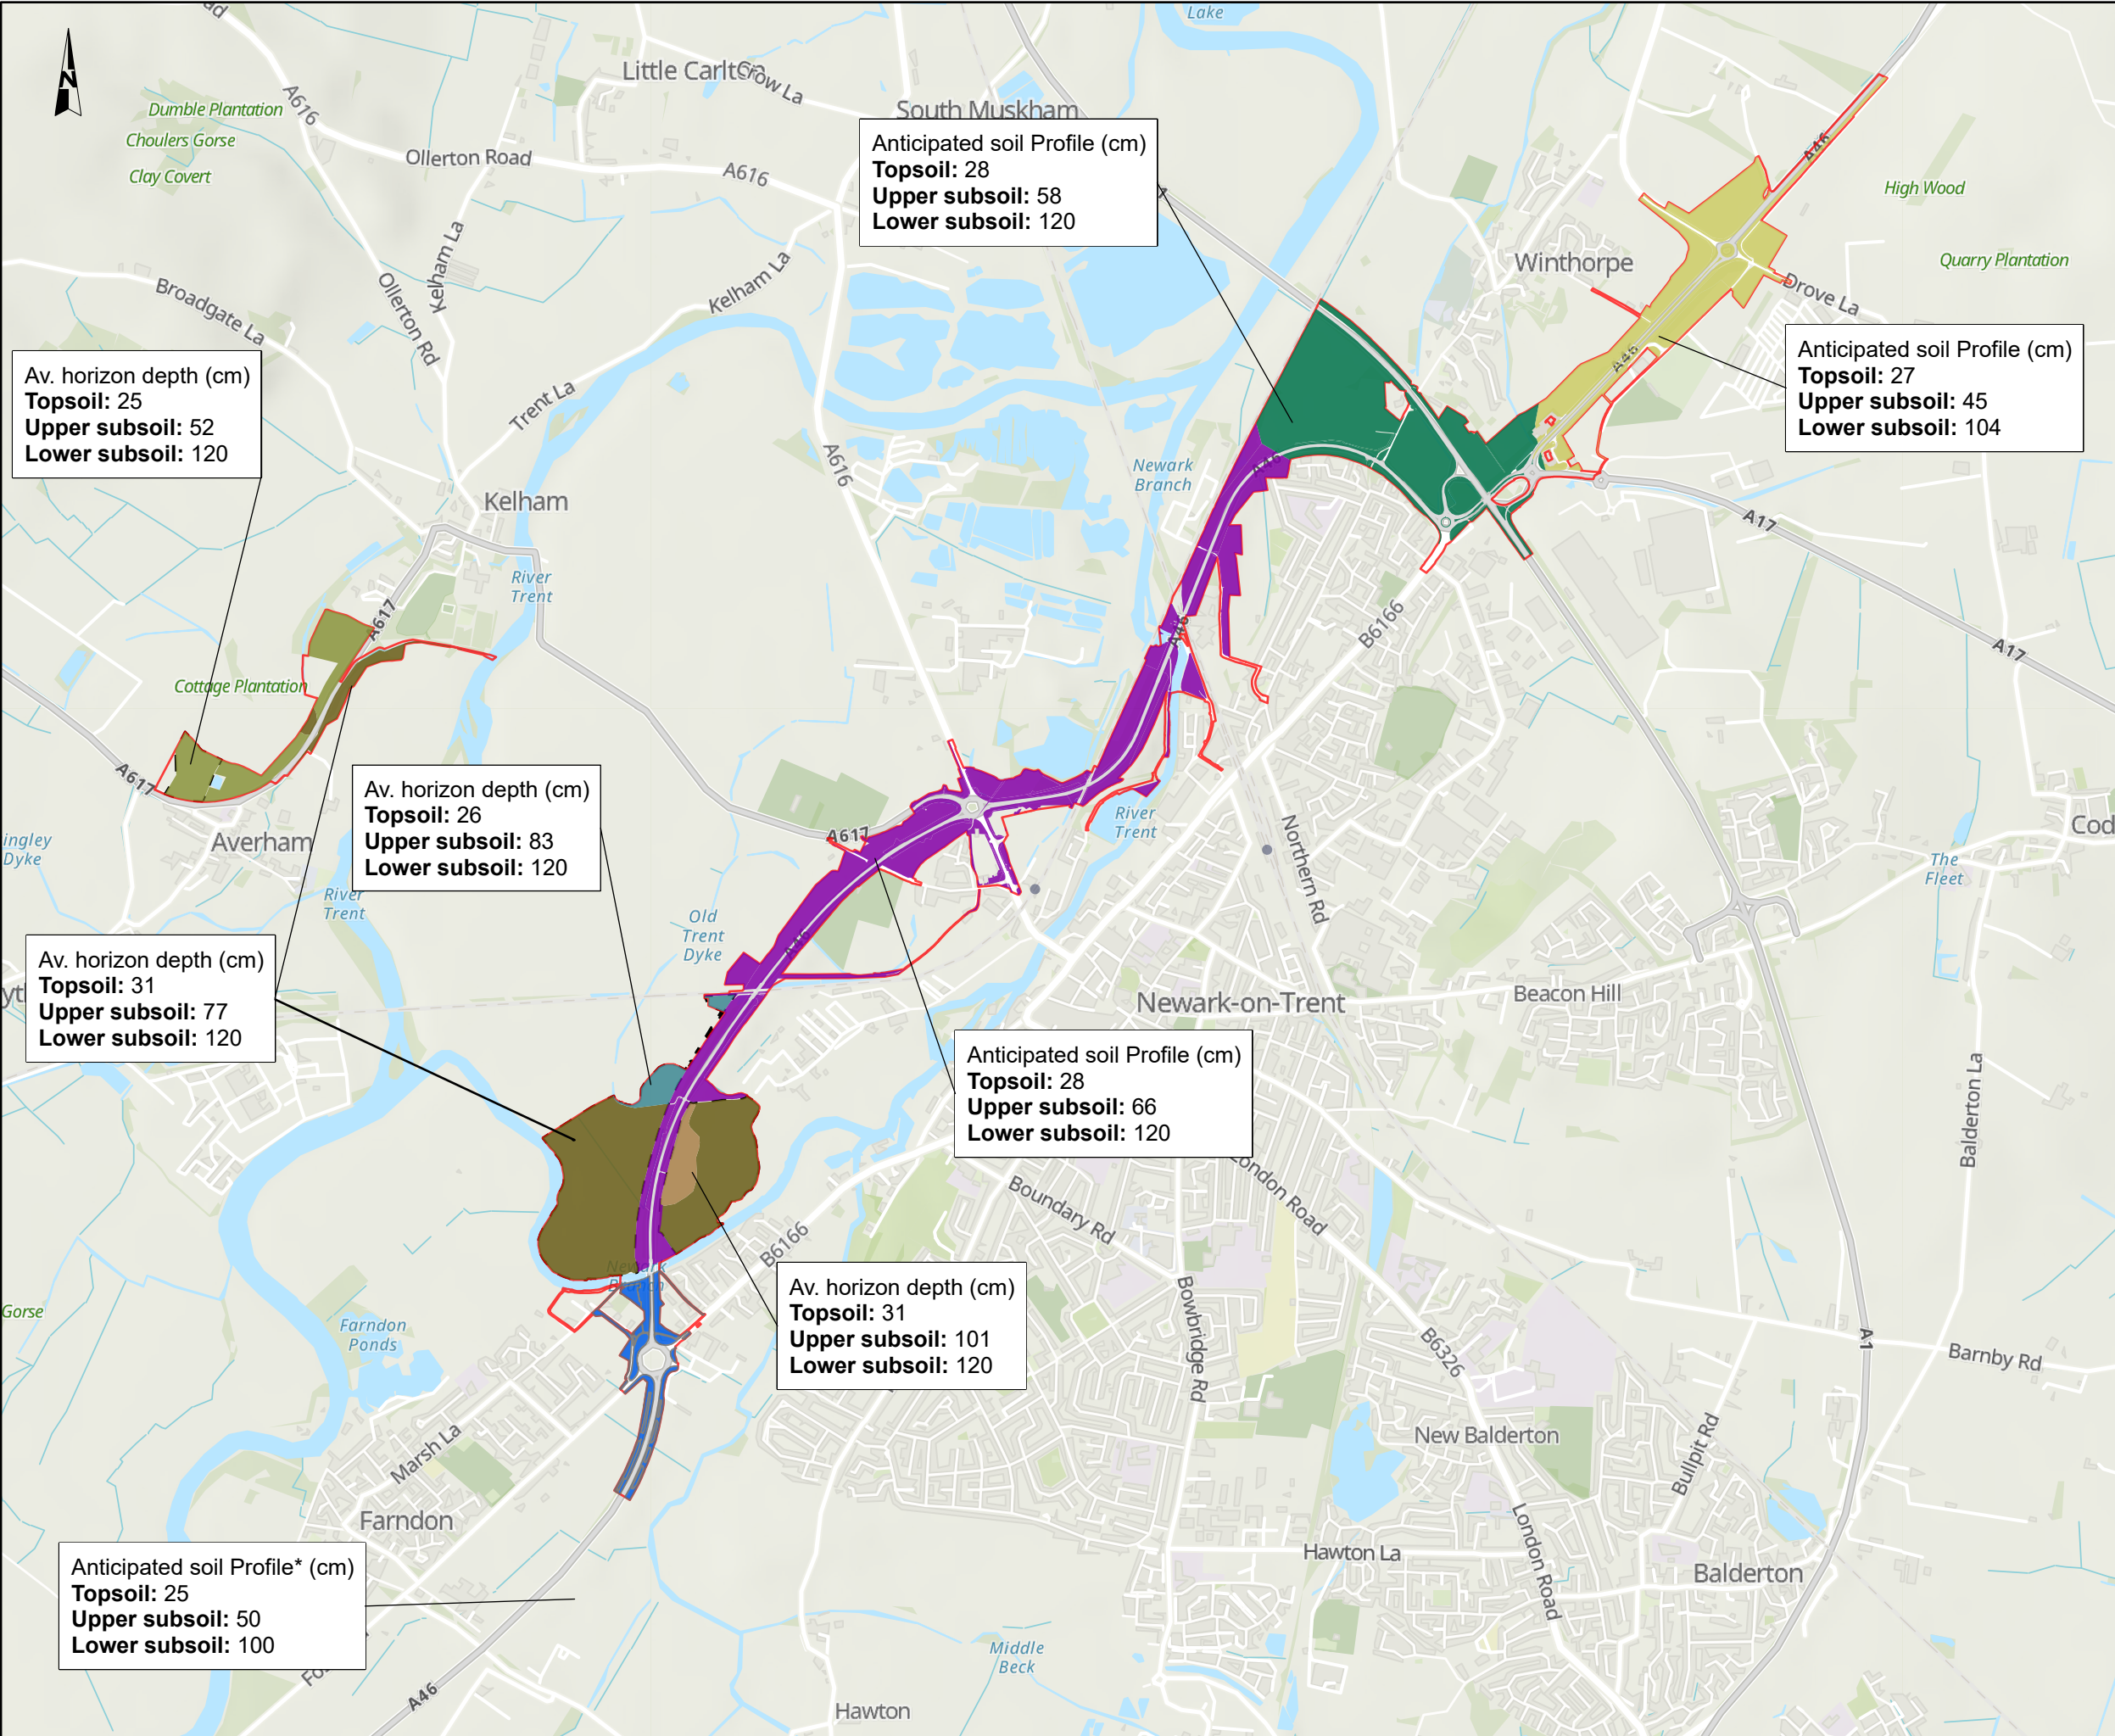 Lake
Little Carlton
Crow La
South Muskham
A616
Dumble Plantation
Choulers Gorse
Clay Covert
Ollerton Road
A616
Anticipated soil Profile (cm)
Topsoil: 28
Upper subsoil: 58
Lower subsoil: 120
A46
High Wood
Quarry Plantation
Winthorpe
Drove La
Kelham La
Kelham La
Broadgate La
Ollerton Rd
Trent La
Anticipated soil Profile (cm)
Topsoil: 27
Upper subsoil: 45
Lower subsoil: 104
A46
Av. horizon depth (cm)
Topsoil: 25
Upper subsoil: 52
Lower subsoil: 120
A616
Newark
Branch
A46
Kelham
A17
River
Trent
A617
B6166
A46
A17
Cottage Plantation
A617
Averham
Av. horizon depth (cm)
Topsoil: 26
Upper subsoil: 83
Lower subsoil: 120
A617
River
Trent
Northern Rd
Cod
ingley
Dyke
The
Fleet
River
Trent
Old
Trent
Dyke
A46
Av. horizon depth (cm)
Topsoil: 31
Upper subsoil: 77
Lower subsoil: 120
Newark-on-Trent
Beacon Hill
Anticipated soil Profile (cm)
Topsoil: 28
Upper subsoil: 66
Lower subsoil: 120
Balderton La
London Road
Boundary Rd
B6166
Newark
Branch
Gorse
Farndon
Ponds
Av. horizon depth (cm)
Topsoil: 31
Upper subsoil: 101
Lower subsoil: 120
Bowbridge Rd
B6326
A1
Barnby Rd
New Balderton
Bullpit Rd
Marsh La
Farndon
London Road
Hawton La
Balderton
Anticipated soil Profile* (cm)
Topsoil: 25
Upper subsoil: 50
Lower subsoil: 100
Middle
Beck
A46
Hawton
N